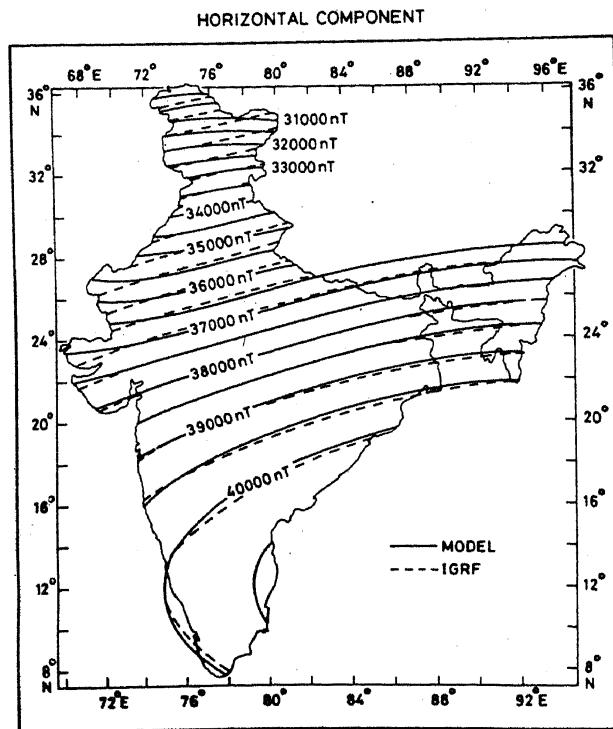 HORIZONTAL COMPONENT
68°E 72° 76° 80° 84° 88° 92° 96°E
36° N
36° N
31000 nT
32000 nT
33000 nT
32°
32°
34000 nT
35000 nT
28°
28°
36000 nT
37000 nT
24°
24°
38000 nT
39000 nT
20°
20°
40000 nT
16°
16°
MODEL
IGRF
12°
12°
8° N
8° N
72°E 76° 80° 84° 88° 92°E